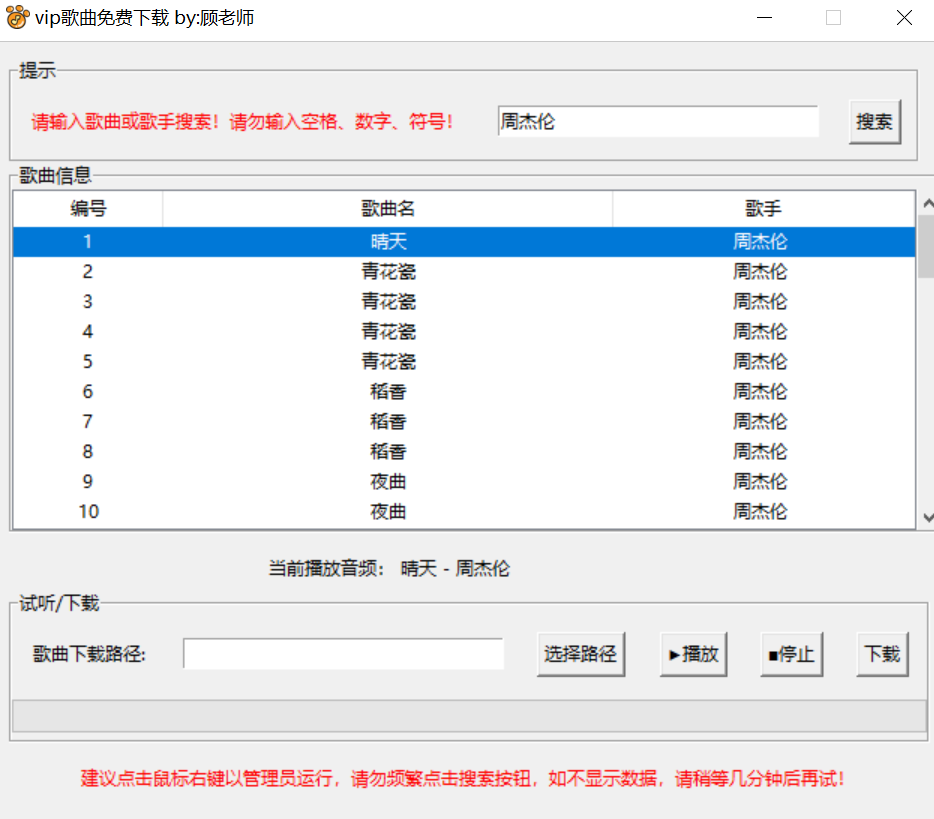 vip歌曲免费下载 by:顾老师
提示
请输入歌曲或歌手搜索！请勿输入空格、数字、符号！ 周杰伦 搜索
歌曲信息
编号 歌曲名 歌手
1 晴天 周杰伦
2 青花瓷 周杰伦
3 青花瓷 周杰伦
4 青花瓷 周杰伦
5 青花瓷 周杰伦
6 稻香 周杰伦
7 稻香 周杰伦
8 稻香 周杰伦
9 夜曲 周杰伦
10 夜曲 周杰伦
当前播放音频： 晴天 - 周杰伦
试听/下载
歌曲下载路径: 选择路径 ▶播放 ■停止 下载
建议点击鼠标右键以管理员运行，请勿频繁点击搜索按钮，如不显示数据，请稍等几分钟后再试！